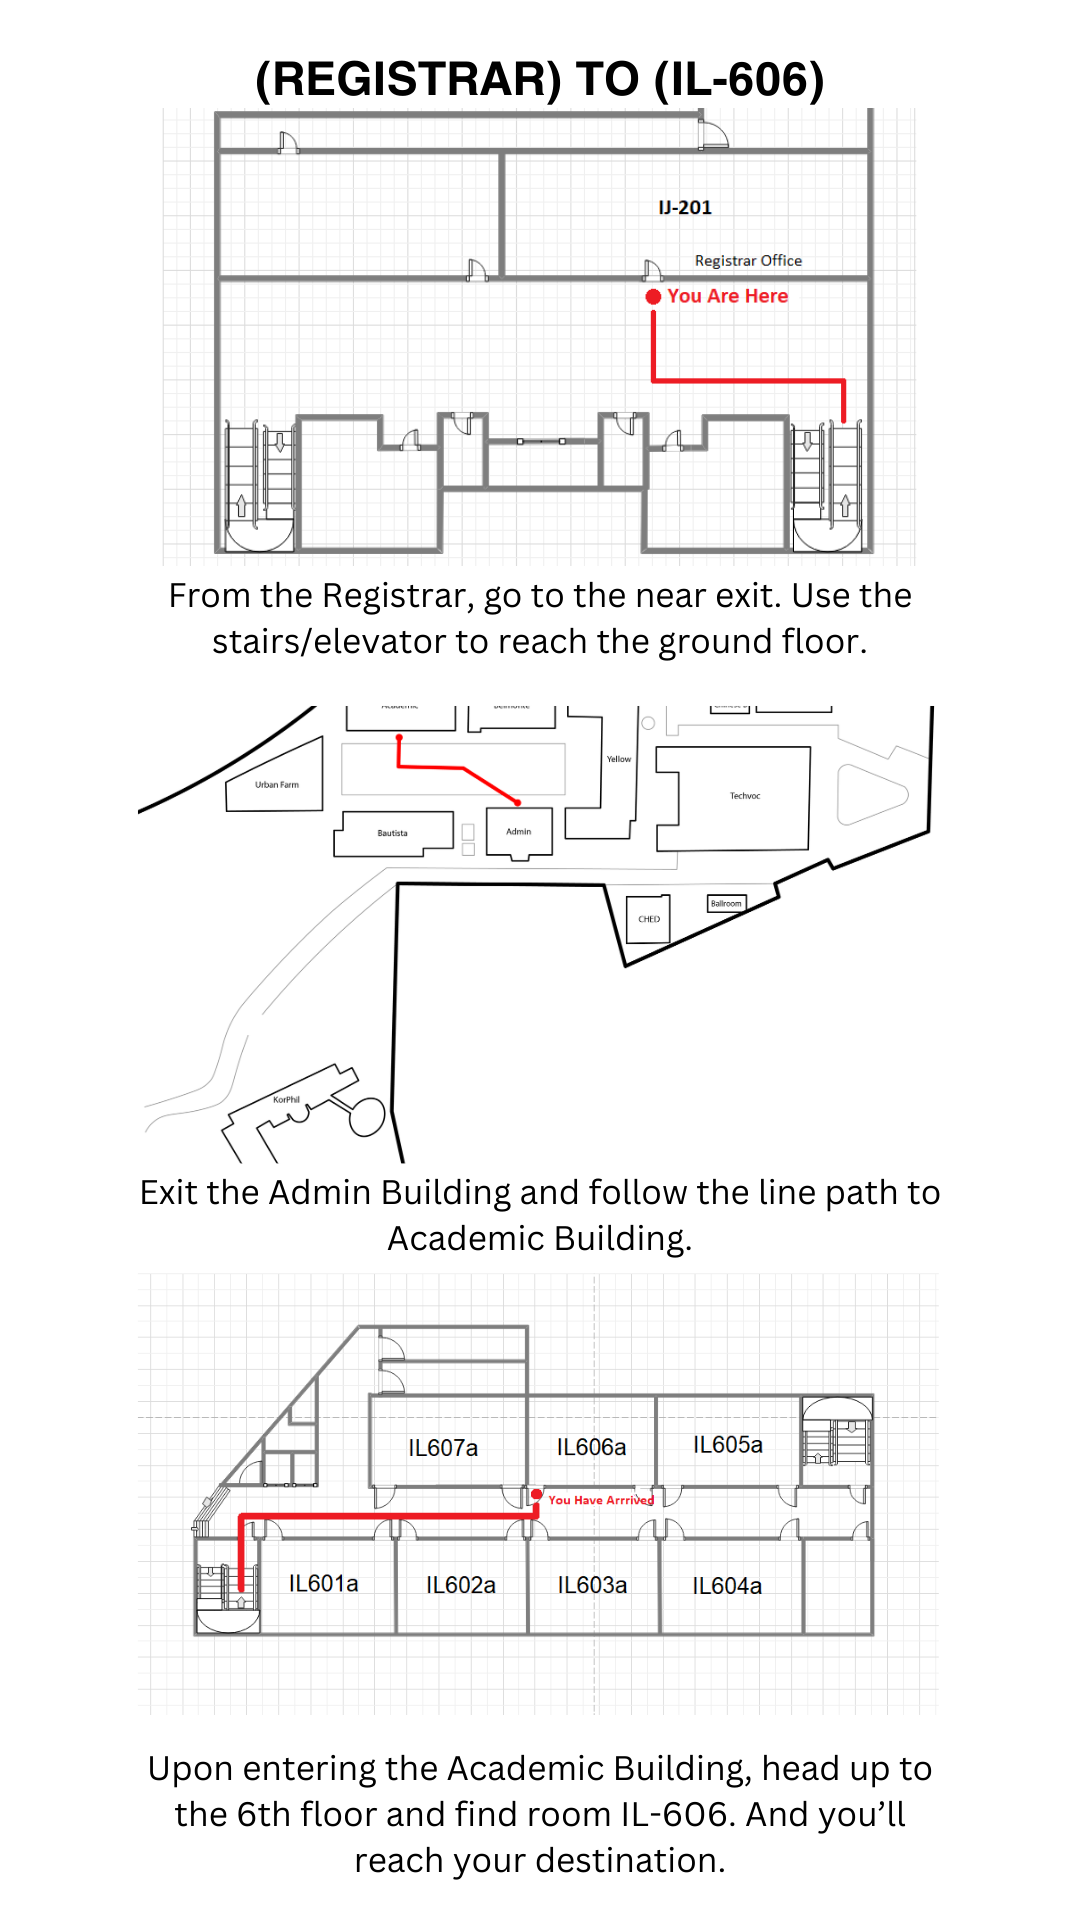 (REGISTRAR) TO (IL-606)
IJ-201
Registrar Office
You Are Here
From the Registrar, go to the near exit. Use the
stairs/elevator to reach the ground floor.
Academic
Belmonte
Yellow
Urban Farm
Techvoc
Bautista
Admin
CHED
Ballroom
KorPhil
Exit the Admin Building and follow the line path to
Academic Building.
IL607a
IL606a
IL605a
You Have Arrrived
IL601a
IL602a
IL603a
IL604a
Upon entering the Academic Building, head up to
the 6th floor and find room IL-606. And you’ll
reach your destination.